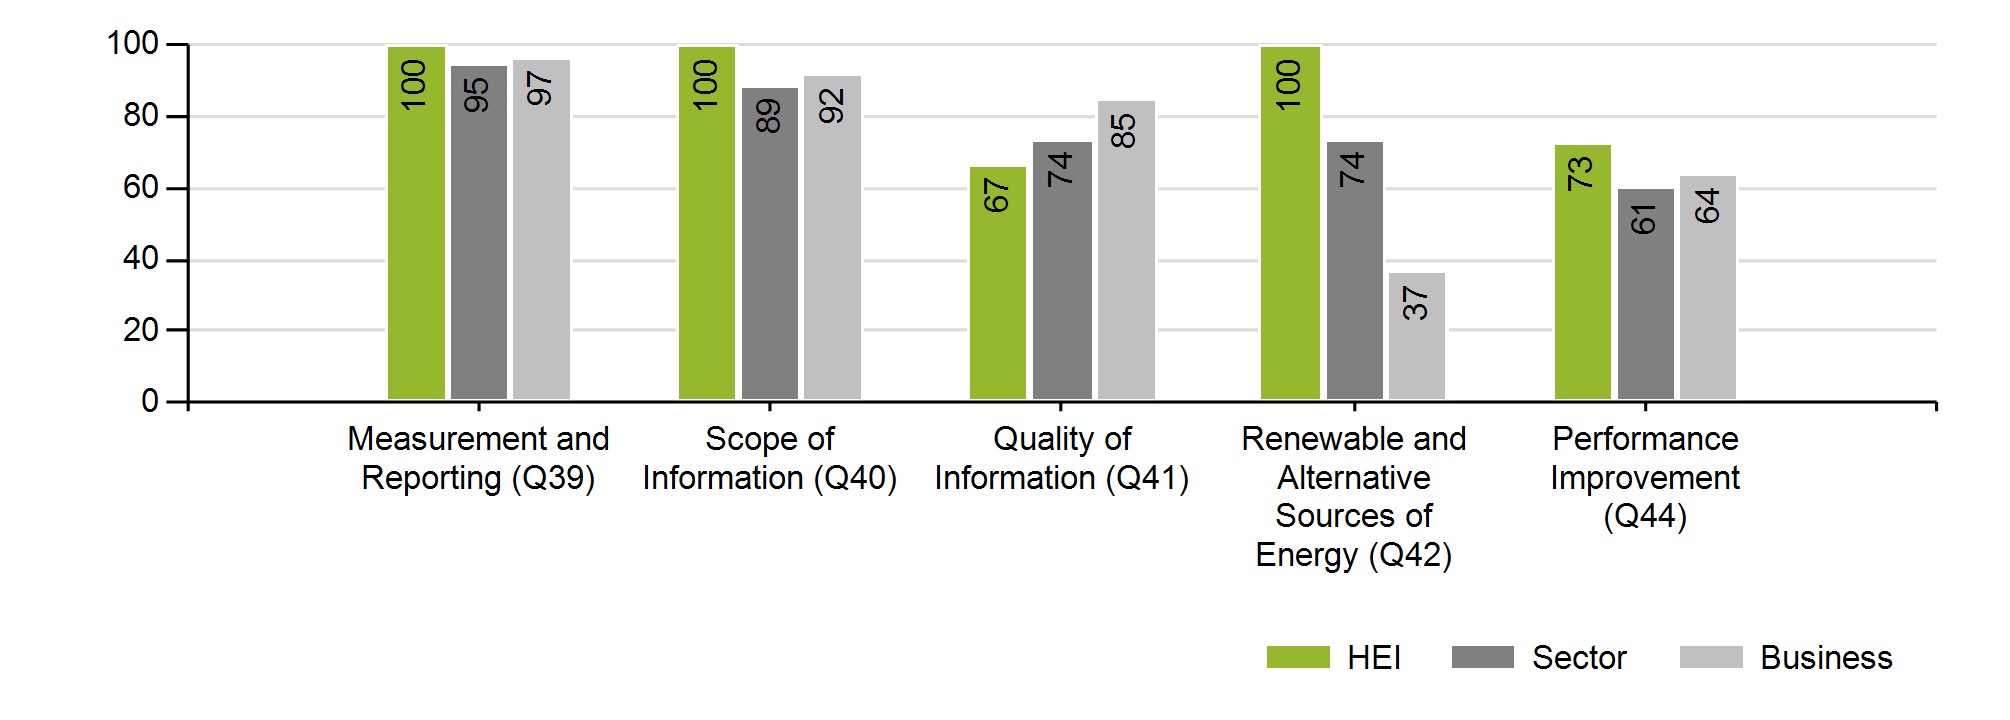 100
80
60
40
20
0
100
95
97
100
89
92
67
74
85
100
74
37
73
61
64
Measurement and
Reporting (Q39)
Scope of
Information (Q40)
Quality of
Information (Q41)
Renewable and
Alternative
Sources of
Energy (Q42)
Performance
Improvement
(Q44)
HEI
Sector
Business